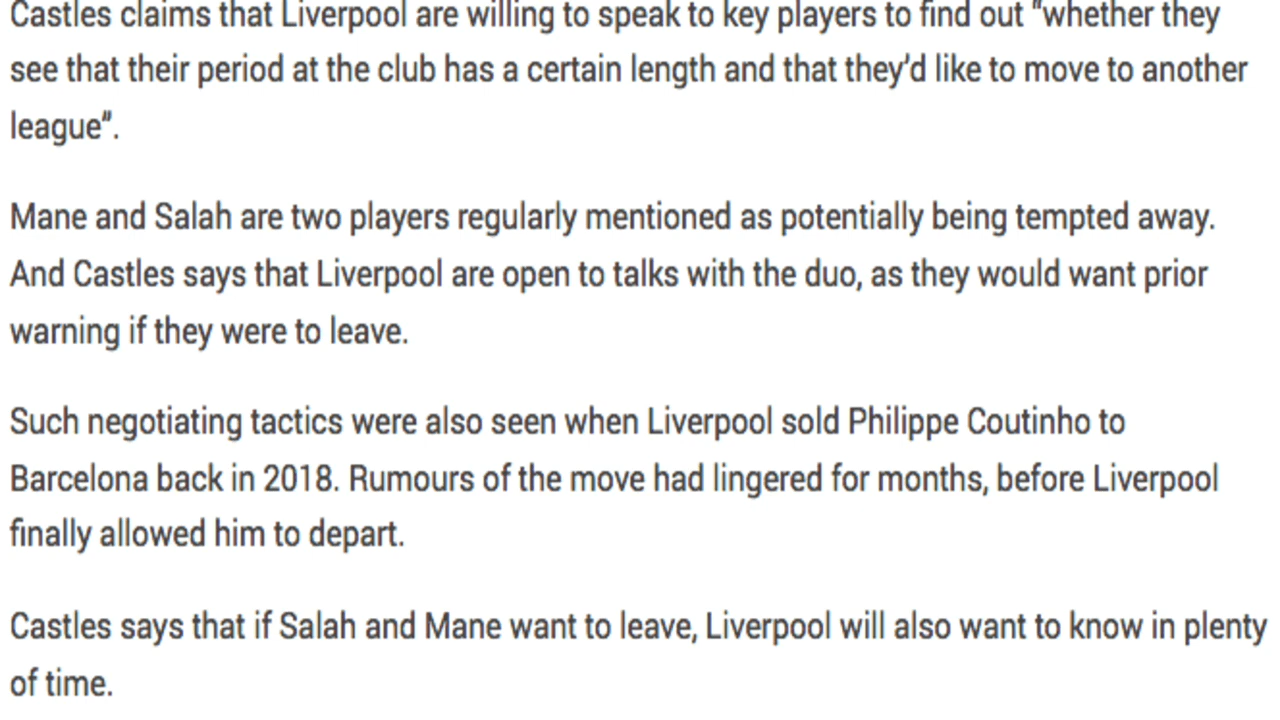 Castles claims that Liverpool are willing to speak to key players to find out "whether they
see that their period at the club has a certain length and that they'd like to move to another
league".
Mane and Salah are two players regularly mentioned as potentially being tempted away.
And Castles says that Liverpool are open to talks with the duo, as they would want prior
warning if they were to leave.
Such negotiating tactics were also seen when Liverpool sold Philippe Coutinho to
Barcelona back in 2018. Rumours of the move had lingered for months, before Liverpool
finally allowed him to depart.
Castles says that if Salah and Mane want to leave, Liverpool will also want to know in plenty
of time.